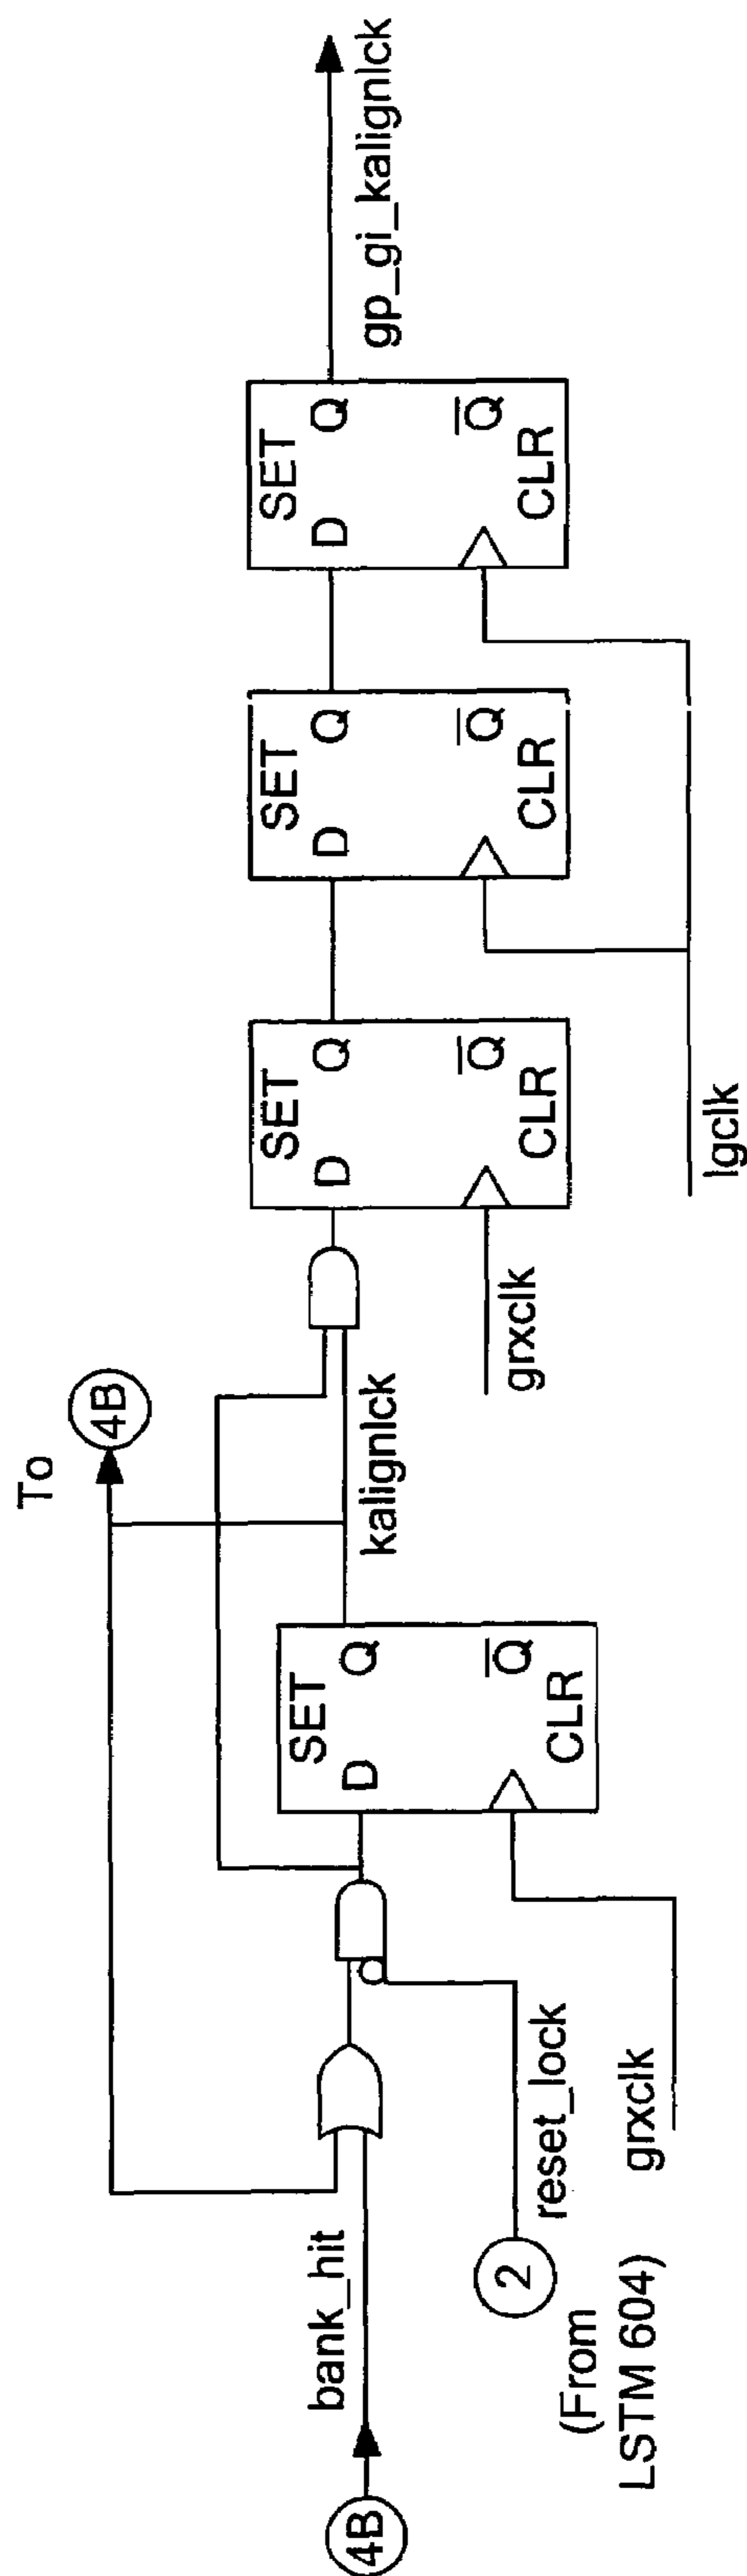 To
4B
4B
bank_hit
2
(From
LSTM 604)
reset_lock
grxclk
SET
D
Q
Q
CLR
kalignlck
grxclk
SET
D
Q
Q
CLR
SET
D
Q
Q
CLR
lgclk
SET
D
Q
Q
CLR
gp_gi_kalignlck